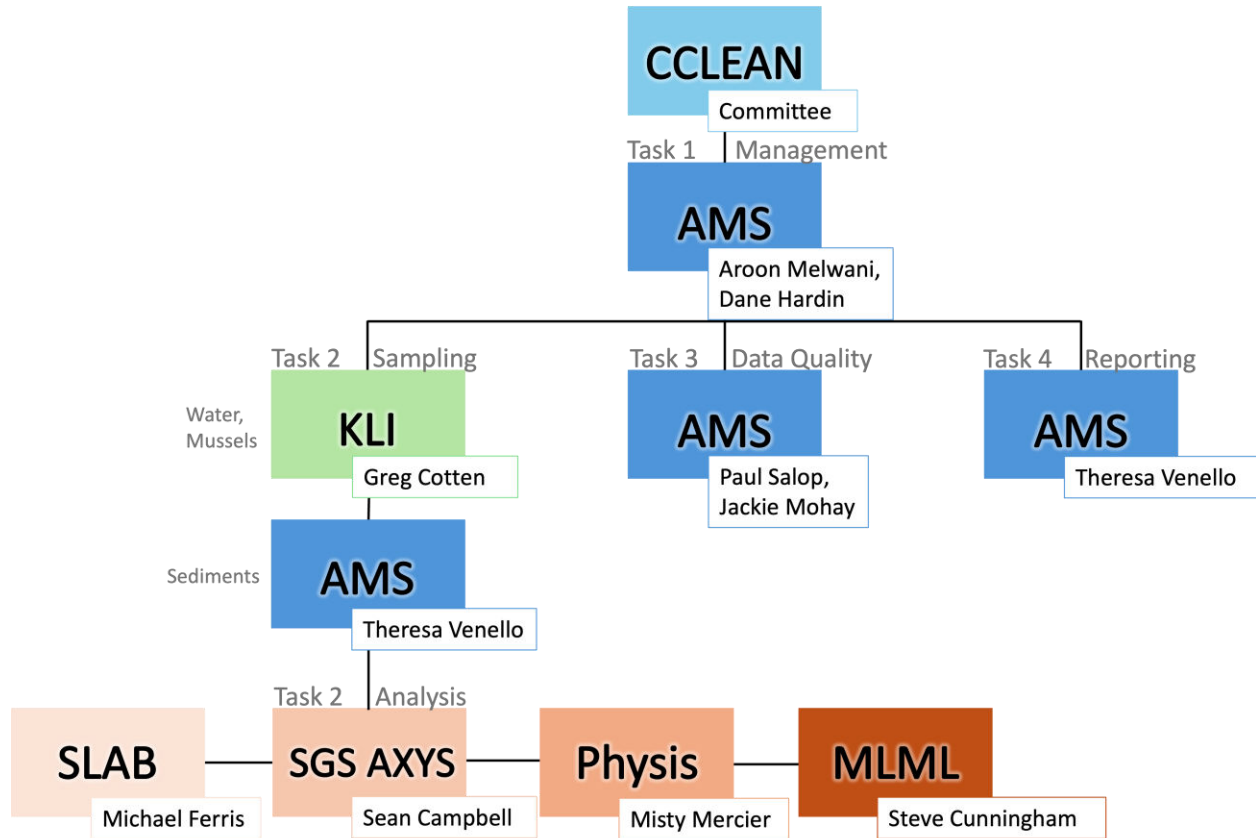 CCLEAN
Committee
Task 1 Management
AMS
Aroon Melwani,
Dane Hardin
Task 2 Sampling
Water,
Mussels
KLI
Greg Cotten
Task 3 Data Quality
AMS
Paul Salop,
Jackie Mohay
Task 4 Reporting
AMS
Theresa Venello
Sediments
AMS
Theresa Venello
Task 2 Analysis
SLAB
Michael Ferris
SGS AXYS
Sean Campbell
Physis
Misty Mercier
MLML
Steve Cunningham